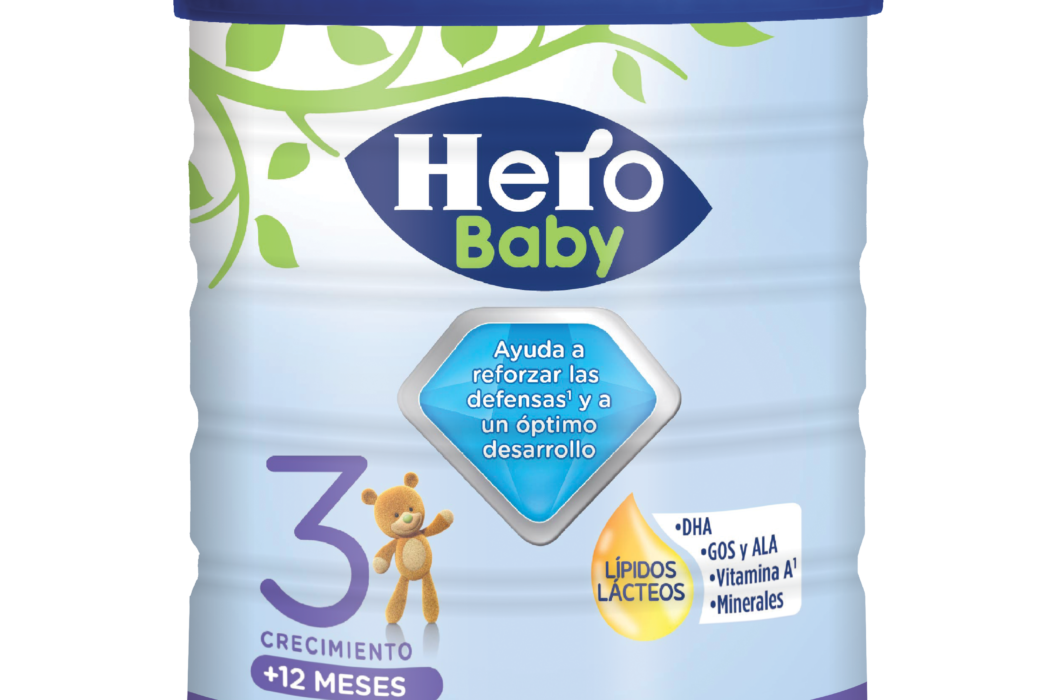 Hero
Baby
Ayuda a
reforzar las
defensas¹ y a
un óptimo
desarrollo
3
CRECIMIENTO
+12 MESES
LÍPIDOS
LÁCTEOS
•DHA
•GOS y ALA
•Vitamina A¹
•Minerales